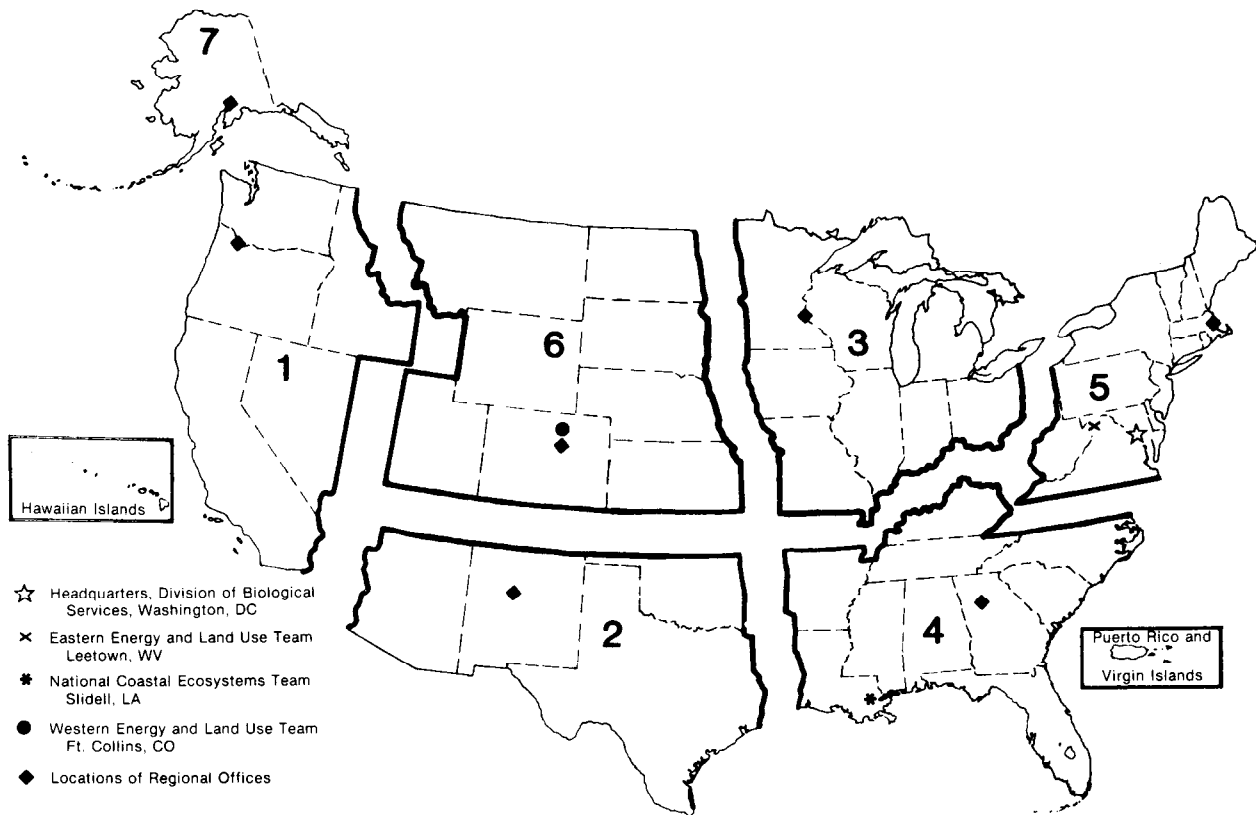 7
6
3
1
5
Hawaiian Islands
☆ Headquarters, Division of Biological
Services, Washington, DC
× Eastern Energy and Land Use Team
Leetown, WV
* National Coastal Ecosystems Team
Slidell, LA
● Western Energy and Land Use Team
Ft. Collins, CO
◆ Locations of Regional Offices
2
4
Puerto Rico and
Virgin Islands